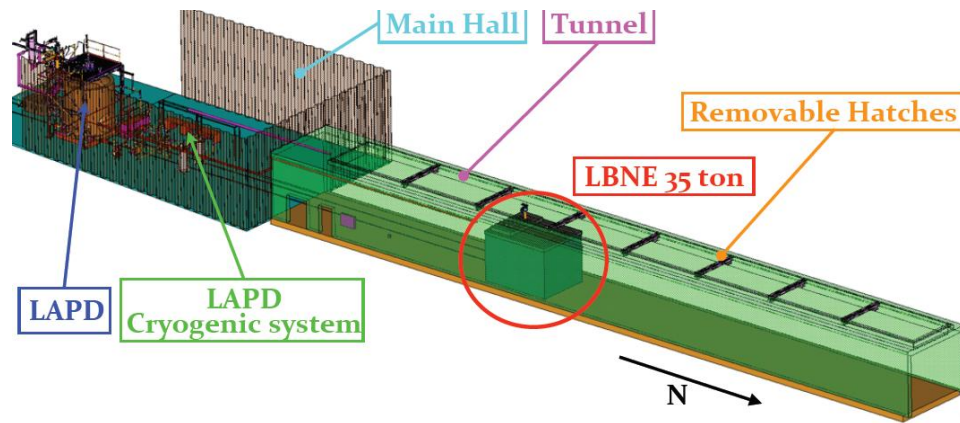 Main Hall
Tunnel
Removable Hatches
LBNE 35 ton
LAPD
LAPD
Cryogenic system
N